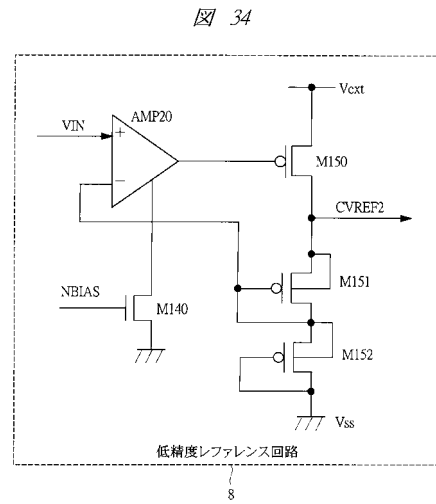 図 34
Vext
AMP20
VIN
+
−
M150
CVREF2
M151
NBIAS
M140
M152
Vss
低精度レファレンス回路
8